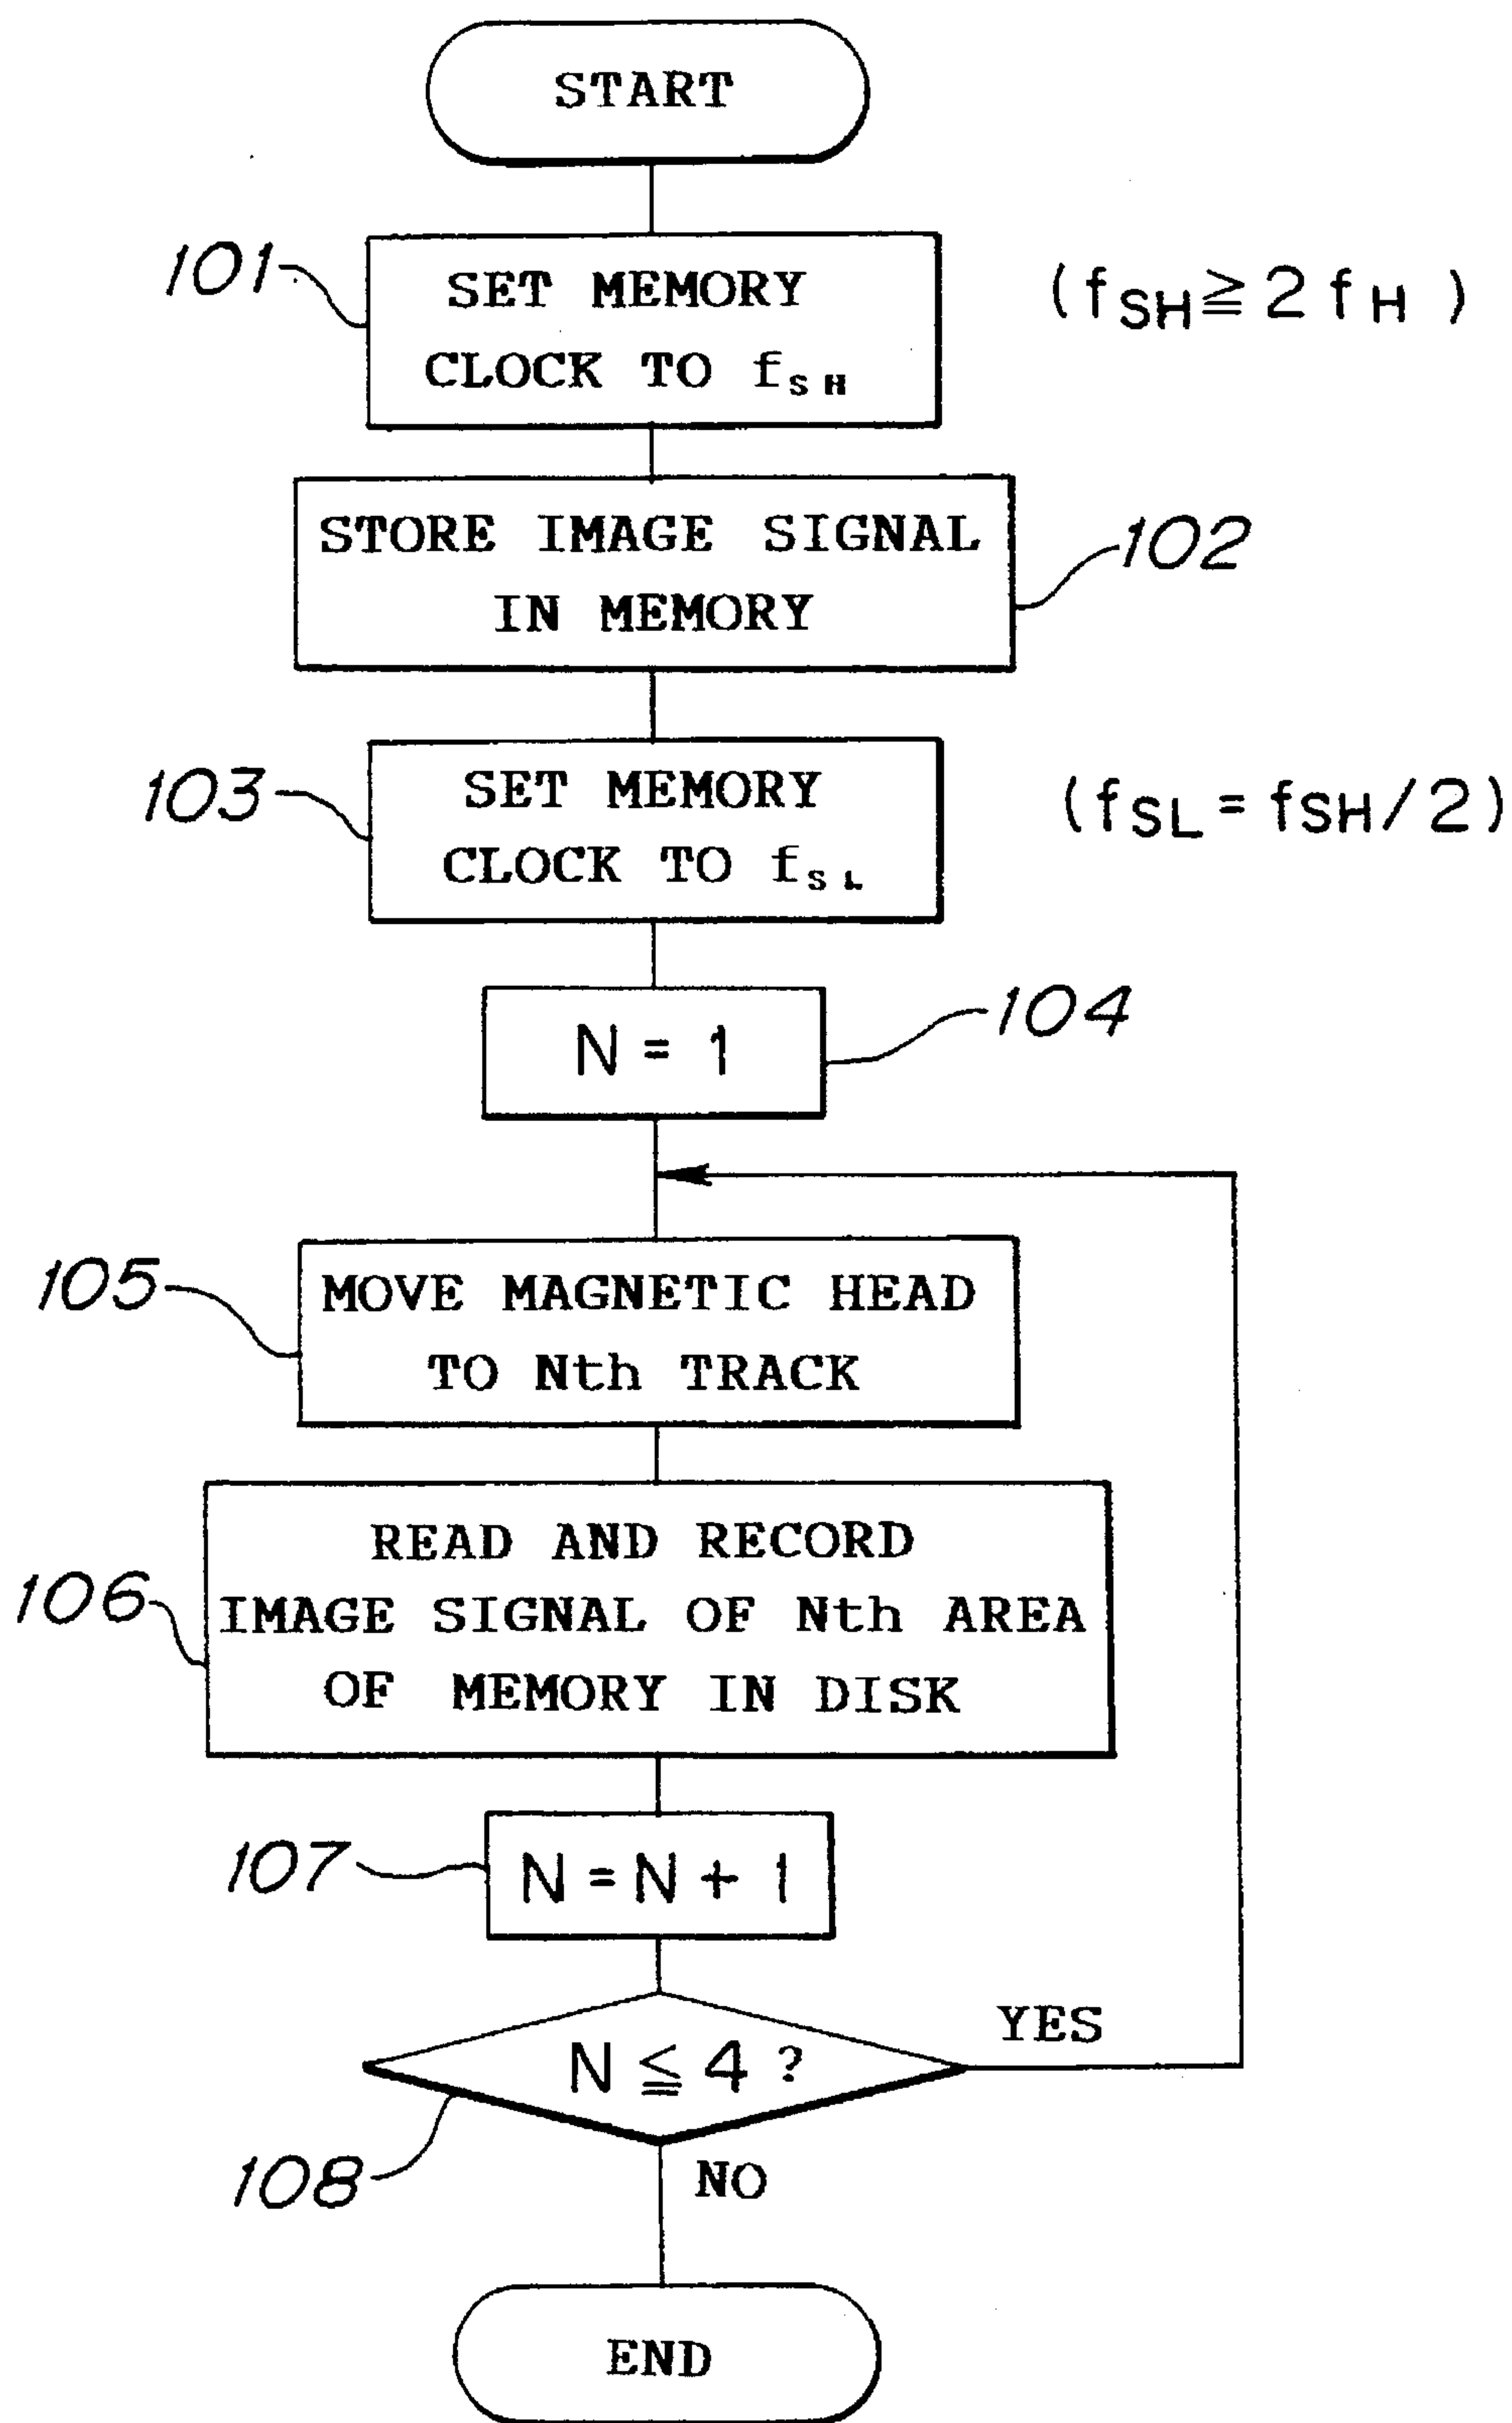 START
101
SET MEMORY
CLOCK TO fSH
(fSH≧2fH)
STORE IMAGE SIGNAL
IN MEMORY
102
103
SET MEMORY
CLOCK TO fSL
(fSL=fSH/2)
N=1
104
105
MOVE MAGNETIC HEAD
TO Nth TRACK
106
READ AND RECORD
IMAGE SIGNAL OF Nth AREA
OF MEMORY IN DISK
107
N=N+1
N≦4?
YES
108
NO
END